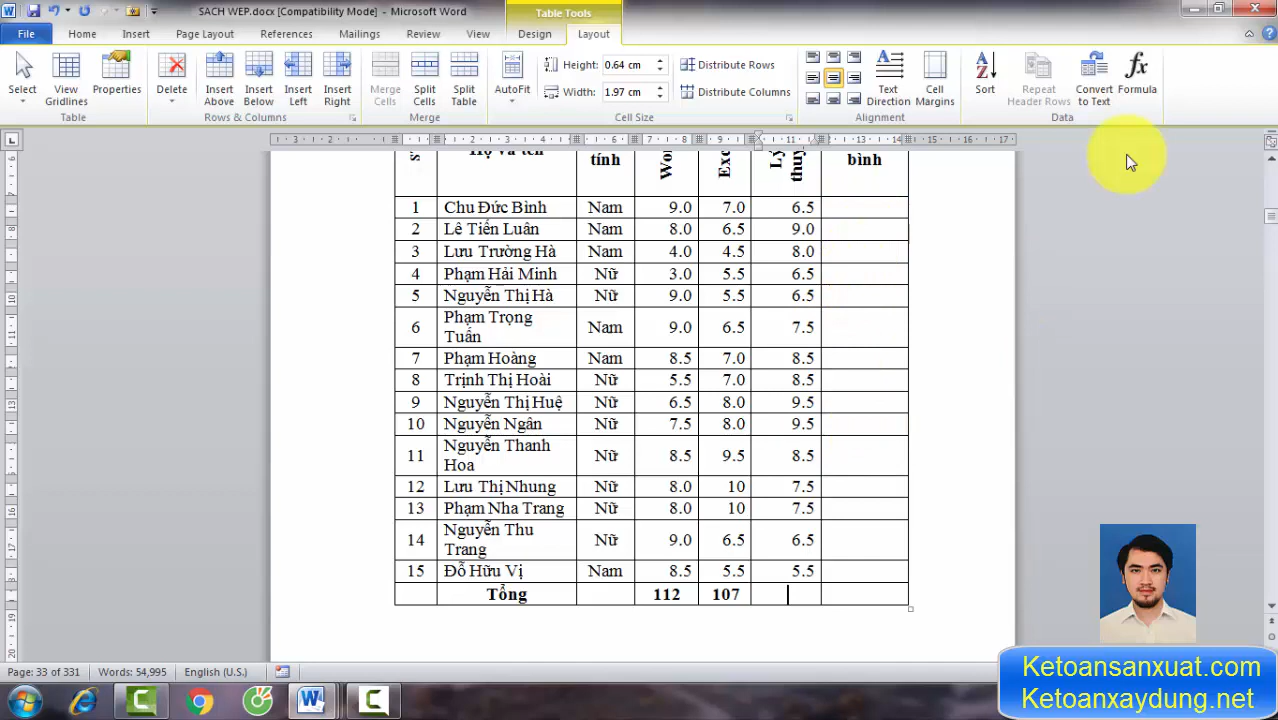 SACH WEP.docx [Compatibility Mode] - Microsoft Word
Table Tools
File Home Insert Page Layout References Mailings Review View Design Layout
Select
View Gridlines
Properties
Delete
Insert Above
Insert Below
Insert Left
Insert Right
Merge Cells
Split Cells
Split Table
AutoFit
Height: 0.64 cm
Width: 1.97 cm
Distribute Rows
Distribute Columns
Text Direction
Cell Margins
Sort
Repeat Header Rows
Convert to Text
Formula
Table Rows & Columns Merge Cell Size Alignment Data
Họ và tên tính Lý thuy bình
1 Chu Đức Bình Nam 9.0 7.0 6.5
2 Lê Tiến Luân Nam 8.0 6.5 9.0
3 Lưu Trường Hà Nam 4.0 4.5 8.0
4 Phạm Hải Minh Nữ 3.0 5.5 6.5
5 Nguyễn Thị Hà Nữ 9.0 5.5 6.5
6 Phạm Trọng Tuấn Nam 9.0 6.5 7.5
7 Phạm Hoàng Nam 8.5 7.0 8.5
8 Trịnh Thị Hoài Nữ 5.5 7.0 8.5
9 Nguyễn Thị Huệ Nữ 6.5 8.0 9.5
10 Nguyễn Ngân Nữ 7.5 8.0 9.5
11 Nguyễn Thanh Hoa Nữ 8.5 9.5 8.5
12 Lưu Thị Nhung Nữ 8.0 10 7.5
13 Phạm Nha Trang Nữ 8.0 10 7.5
14 Nguyễn Thu Trang Nữ 9.0 6.5 6.5
15 Đỗ Hữu Vị Nam 8.5 5.5 5.5
Tổng 112 107
Page: 33 of 331 Words: 54,995 English (U.S.)
Ketoansanxuat.com
Ketoanxaydung.net